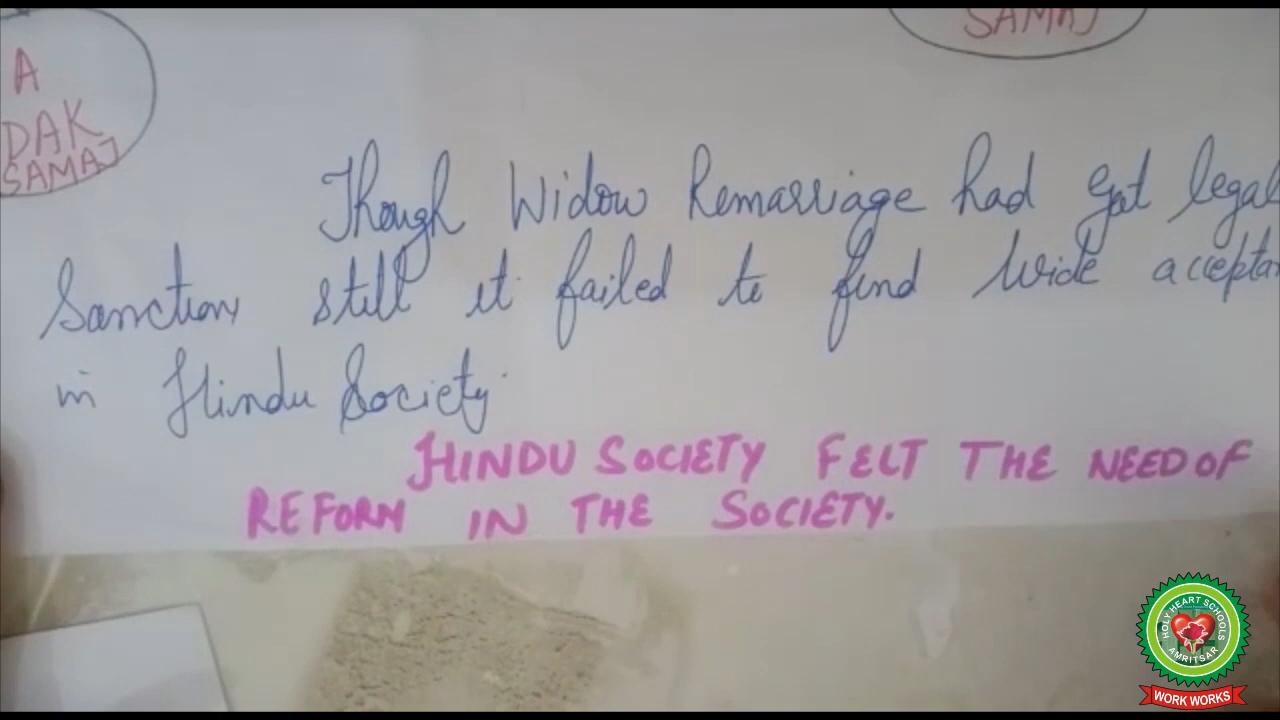 A
DAK
SAMAJ
SAMAJ
Though Widow Remarriage had got legal
Sanction still it failed to find wide acceptan
in Hindu Society
HINDU SOCIETY FELT THE NEED OF
REFORM IN THE SOCIETY.
HOLY HEART SCHOOLS
AMRITSAR
WORK WORKS